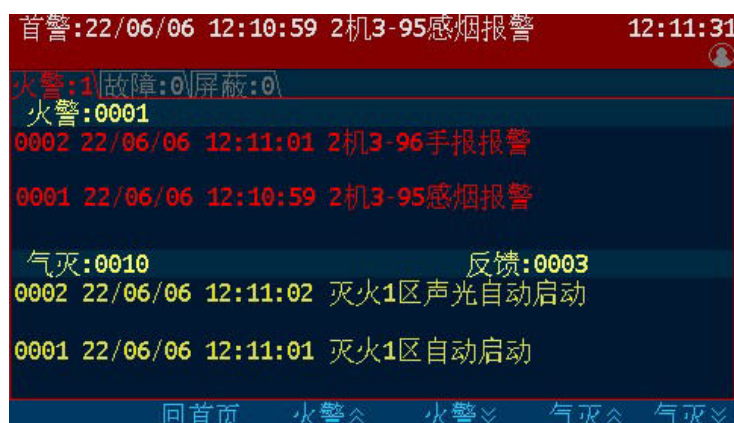 首警:22/06/06 12:10:59 2机3-95感烟报警 12:11:31
火警:1\故障:0\屏蔽:0\
火警:0001
0002 22/06/06 12:11:01 2机3-96手报报警
0001 22/06/06 12:10:59 2机3-95感烟报警
气灭:0010 反馈:0003
0002 22/06/06 12:11:02 灭火1区声光自动启动
0001 22/06/06 12:11:01 灭火1区自动启动
回首页 火警︽ 火警︾ 气灭︽ 气灭︾